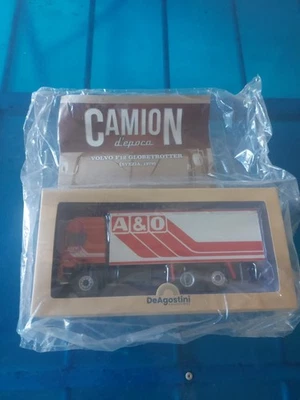 CAMION
d'epoca
VOLVO F12 GLOBETROTTER
A&O
DeAgostini